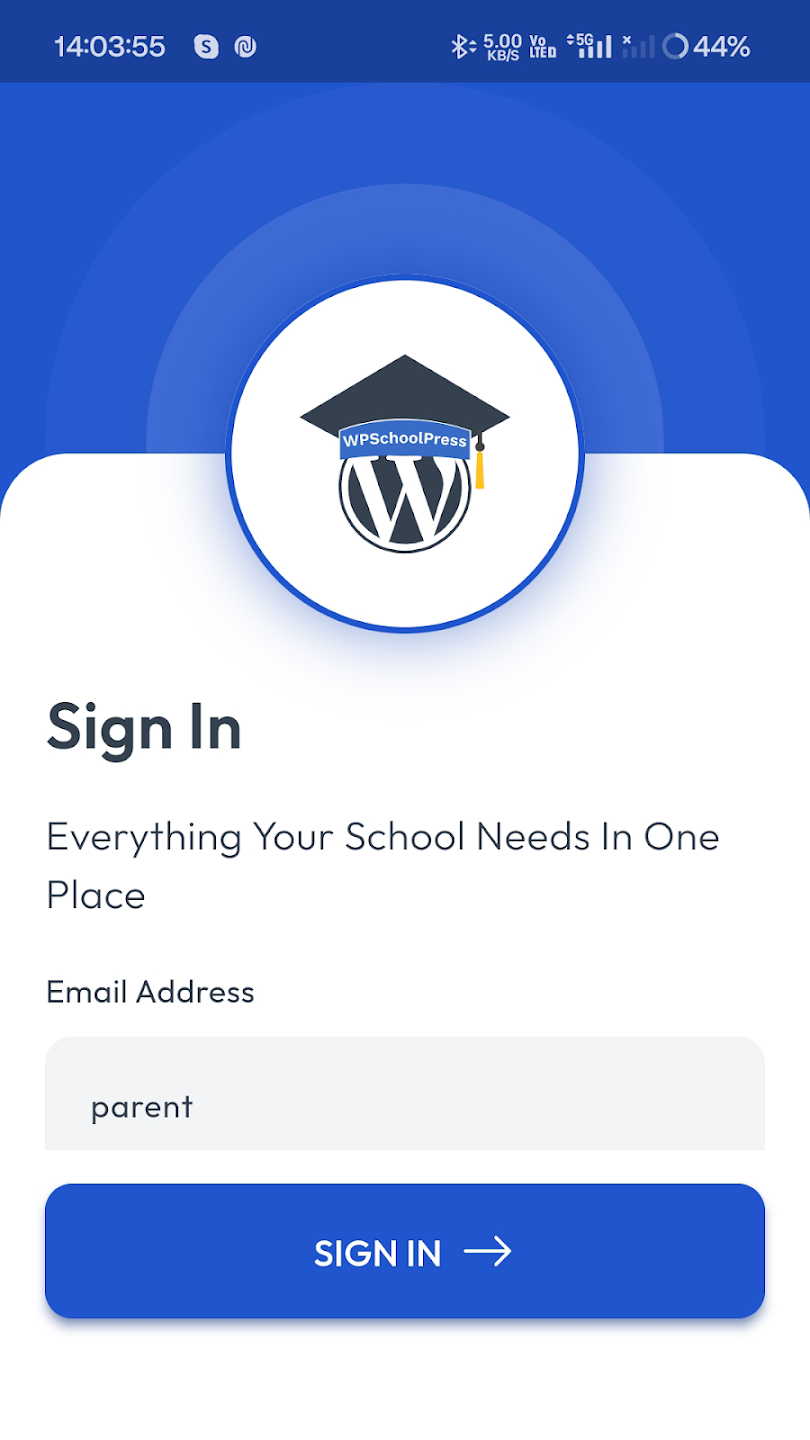 14:03:55 S 5.00 KB/S Vo LTE 5G 44%
WPSchoolPress
W
Sign In
Everything Your School Needs In One
Place
Email Address
parent
SIGN IN